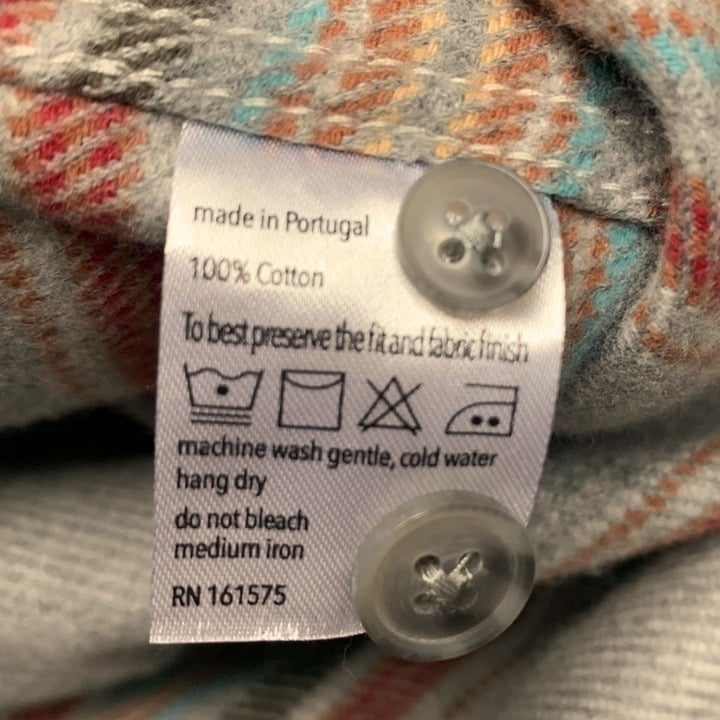 made in Portugal
100% Cotton
To best preserve the fit and fabric finish
machine wash gentle, cold water
hang dry
do not bleach
medium iron
RN 161575